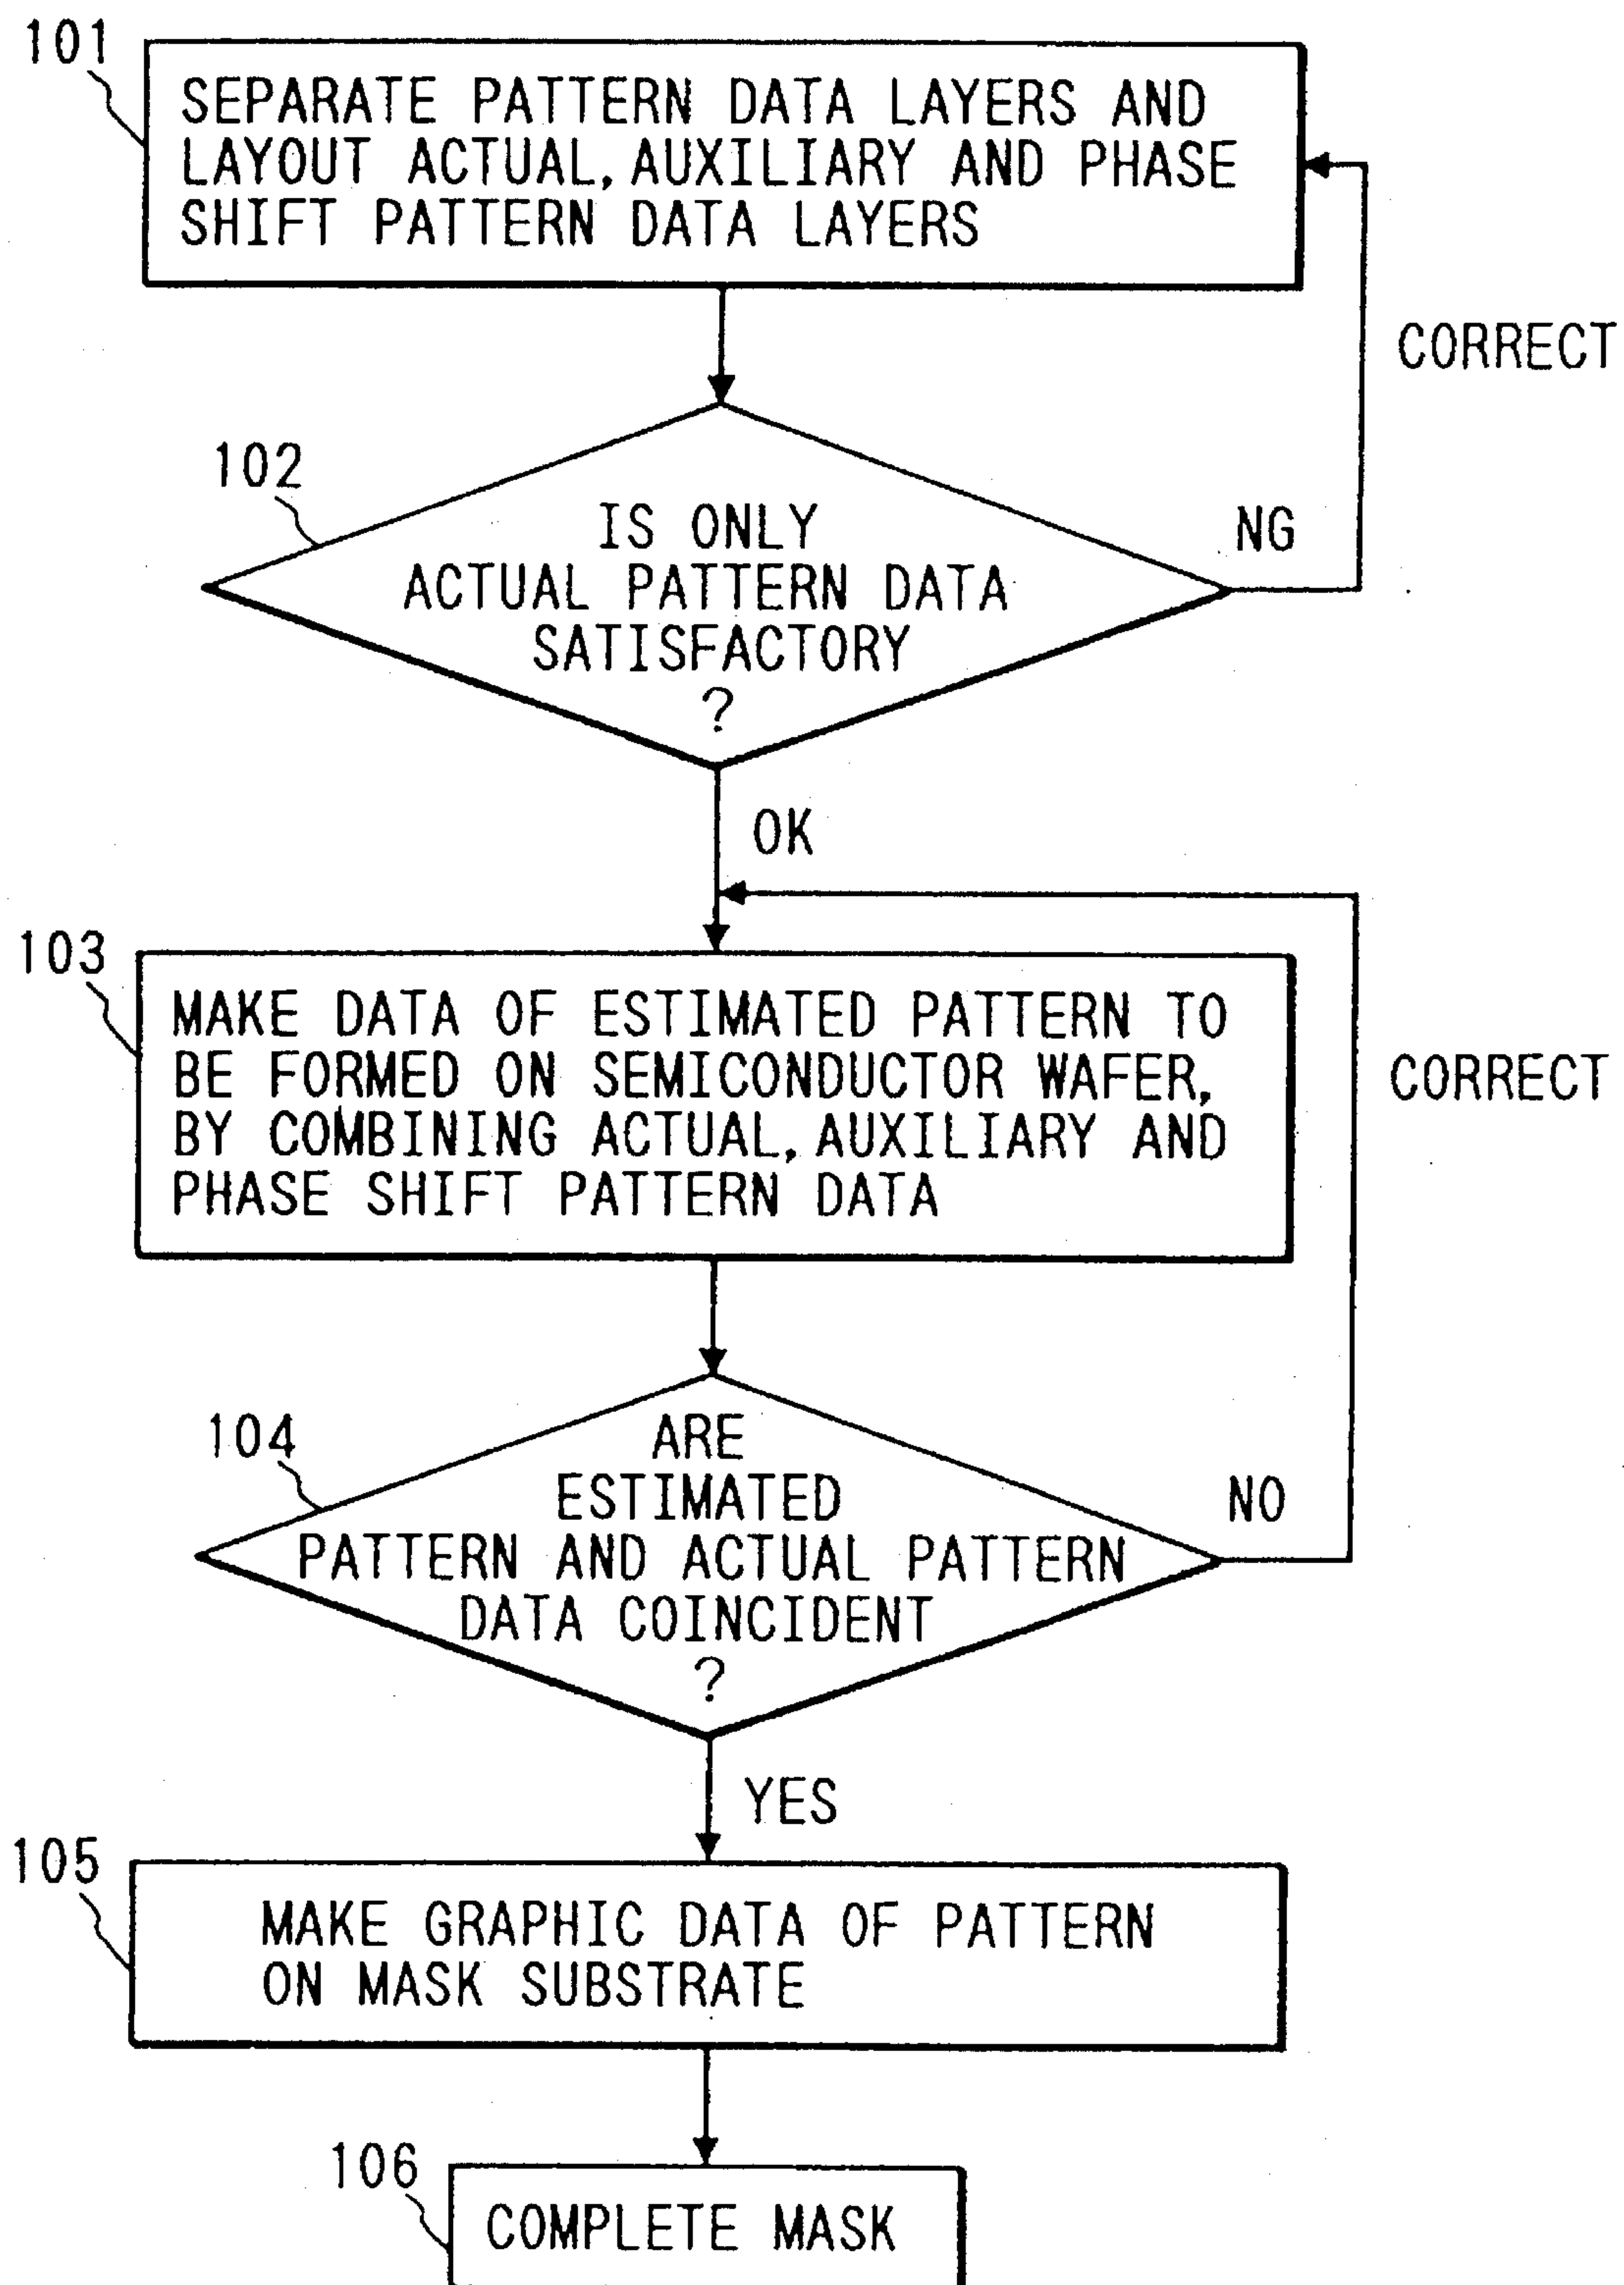 101
SEPARATE PATTERN DATA LAYERS AND
LAYOUT ACTUAL, AUXILIARY AND PHASE
SHIFT PATTERN DATA LAYERS
CORRECT
102
IS ONLY
ACTUAL PATTERN DATA
SATISFACTORY
?
NG
OK
103
MAKE DATA OF ESTIMATED PATTERN TO
BE FORMED ON SEMICONDUCTOR WAFER,
BY COMBINING ACTUAL, AUXILIARY AND
PHASE SHIFT PATTERN DATA
CORRECT
104
ARE
ESTIMATED
PATTERN AND ACTUAL PATTERN
DATA COINCIDENT
?
NO
YES
105
MAKE GRAPHIC DATA OF PATTERN
ON MASK SUBSTRATE
106
COMPLETE MASK